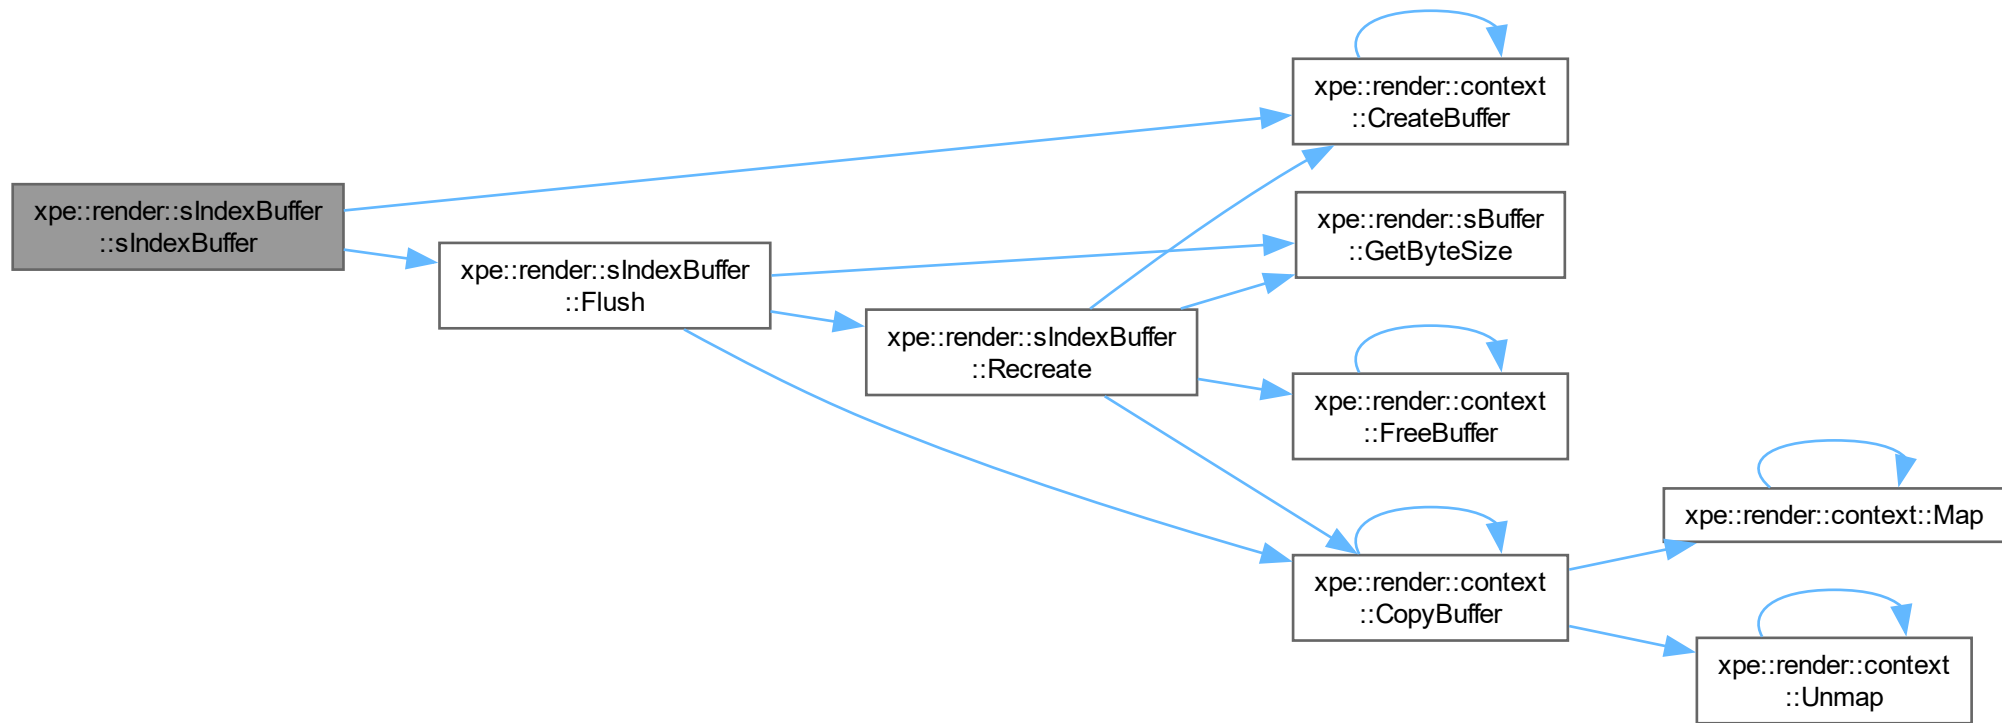 xpe::render::sIndexBuffer
::sIndexBuffer
xpe::render::sIndexBuffer
::Flush
xpe::render::sIndexBuffer
::Recreate
xpe::render::context
::CreateBuffer
xpe::render::sBuffer
::GetByteSize
xpe::render::context
::FreeBuffer
xpe::render::context
::CopyBuffer
xpe::render::context::Map
xpe::render::context
::Unmap